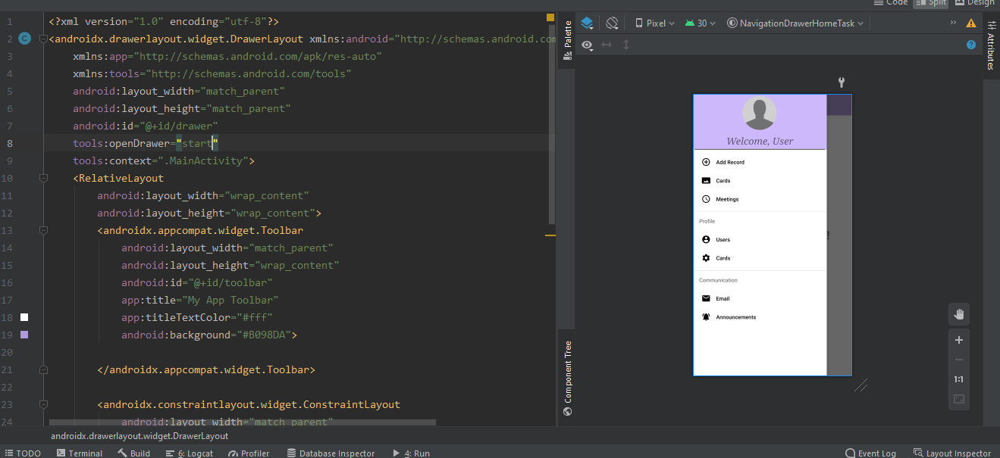 Code Split Design
1 <?xml version="1.0" encoding="utf-8"?>
2 C <androidx.drawerlayout.widget.DrawerLayout xmlns:android="http://schemas.android.com
3 xmlns:app="http://schemas.android.com/apk/res-auto"
4 xmlns:tools="http://schemas.android.com/tools"
5 android:layout_width="match_parent"
6 android:layout_height="match_parent"
7 android:id="@+id/drawer"
8 tools:openDrawer="start"
9 tools:context=".MainActivity">
10 <RelativeLayout
11 android:layout_width="wrap_content"
12 android:layout_height="wrap_content">
13 <androidx.appcompat.widget.Toolbar
14 android:layout_width="match_parent"
15 android:layout_height="wrap_content"
16 android:id="@+id/toolbar"
17 app:title="My App Toolbar"
18 app:titleTextColor="#fff"
19 android:background="#B098DA">
20
21 </androidx.appcompat.widget.Toolbar>
22
23 <androidx.constraintlayout.widget.ConstraintLayout
24 android:layout_width="match_parent"
androidx.drawerlayout.widget.DrawerLayout
Palette
Component Tree
Pixel 30 NavigationDrawerHomeTask »
?
Attributes
Welcome, User
Add Record
Cards
Meetings
Profile
Users
Cards
Communication
Email
Announcements
!
+
−
1:1
TODO Terminal Build 6: Logcat Profiler Database Inspector 4: Run Event Log Layout Inspector